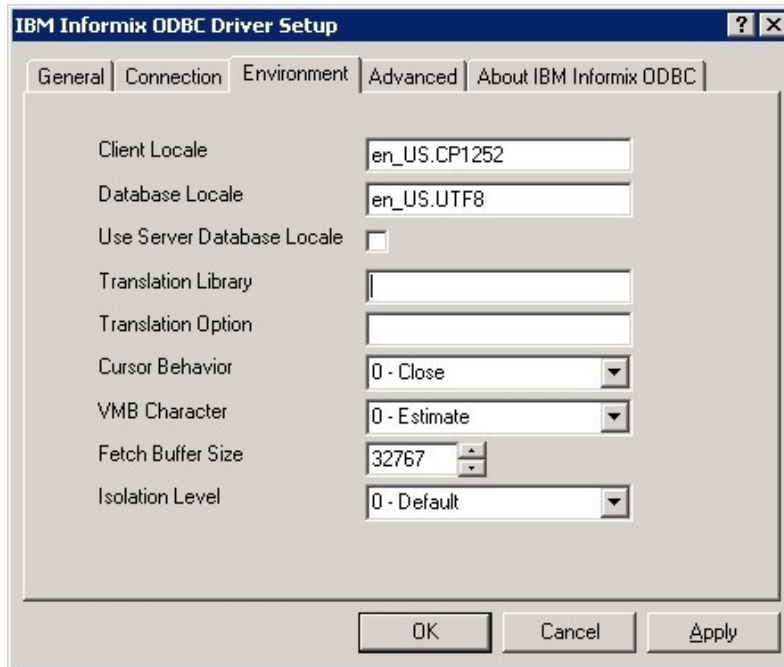 IBM Informix ODBC Driver Setup
General Connection Environment Advanced About IBM Informix ODBC
Client Locale en_US.CP1252
Database Locale en_US.UTF8
Use Server Database Locale
Translation Library
Translation Option
Cursor Behavior 0 - Close
VMB Character 0 - Estimate
Fetch Buffer Size 32767
Isolation Level 0 - Default
OK Cancel Apply